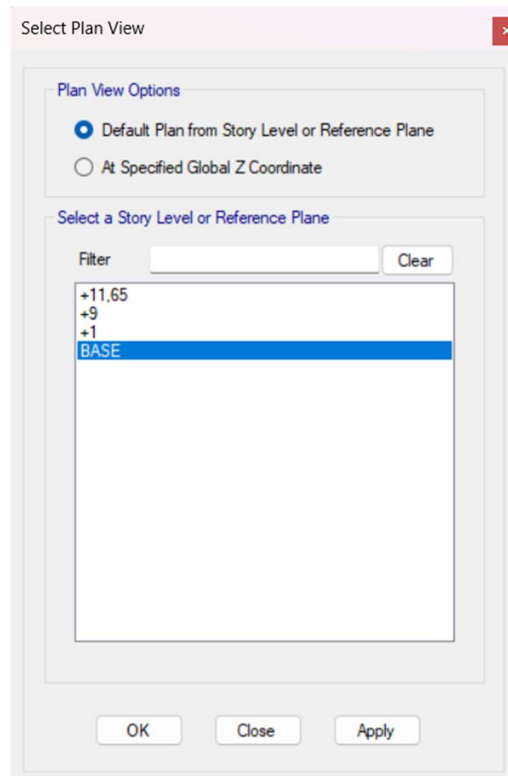 Select Plan View
Plan View Options
Default Plan from Story Level or Reference Plane
At Specified Global Z Coordinate
Select a Story Level or Reference Plane
Filter
Clear
+11,65
+9
+1
BASE
OK
Close
Apply